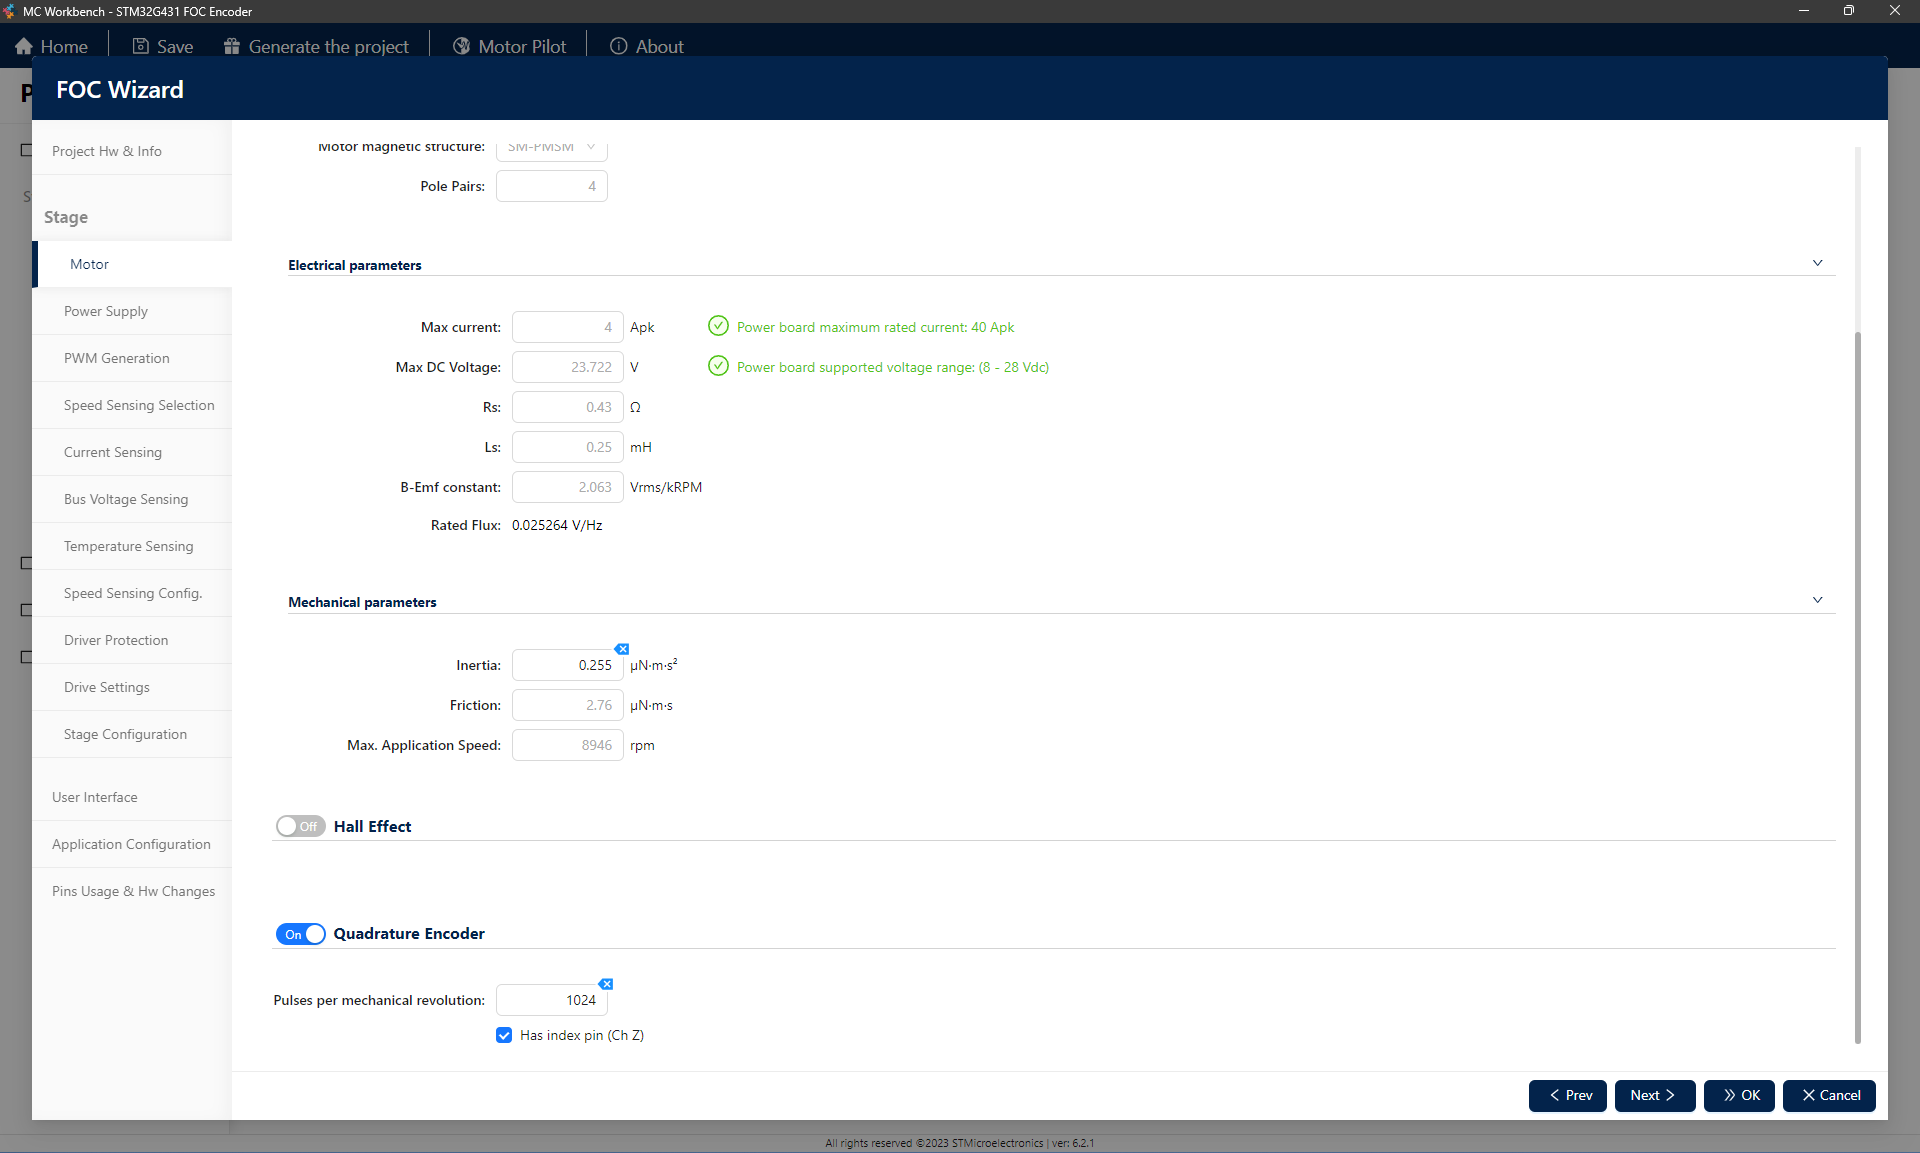 MC Workbench - STM32G431 FOC Encoder
Home
Save
Generate the project
Motor Pilot
About
FOC Wizard
Project Hw & Info
Stage
Motor
Power Supply
PWM Generation
Speed Sensing Selection
Current Sensing
Bus Voltage Sensing
Temperature Sensing
Speed Sensing Config.
Driver Protection
Drive Settings
Stage Configuration
User Interface
Application Configuration
Pins Usage & Hw Changes
Motor magnetic structure: SM-PMSM
Pole Pairs: 4
Electrical parameters
Max current: 4 Apk Power board maximum rated current: 40 Apk
Max DC Voltage: 23.722 V Power board supported voltage range: (8 - 28 Vdc)
Rs: 0.43 Ω
Ls: 0.25 mH
B-Emf constant: 2.063 Vrms/kRPM
Rated Flux: 0.025264 V/Hz
Mechanical parameters
Inertia: 0.255 µN·m·s²
Friction: 2.76 µN·m·s
Max. Application Speed: 8946 rpm
Off Hall Effect
On Quadrature Encoder
Pulses per mechanical revolution: 1024
Has index pin (Ch Z)
Prev
Next
OK
Cancel
All rights reserved ©2023 STMicroelectronics | ver: 6.2.1